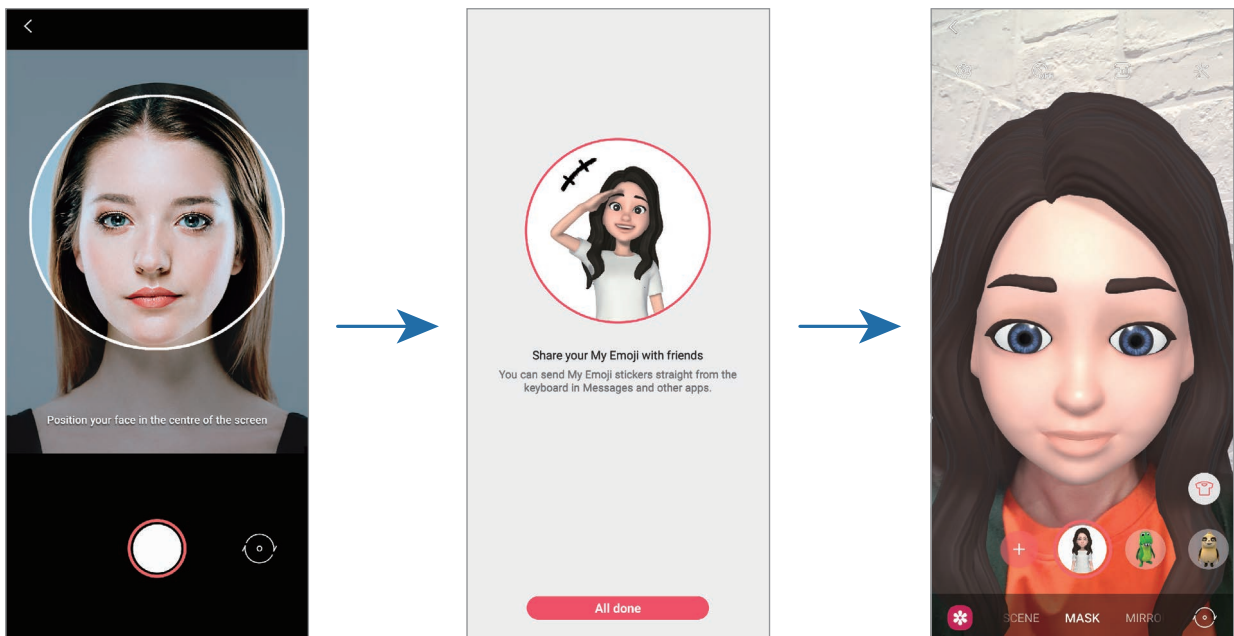 Position your face in the centre of the screen
Share your My Emoji with friends
You can send My Emoji stickers straight from the
keyboard in Messages and other apps.
All done
SCENE
MASK
MIRRO